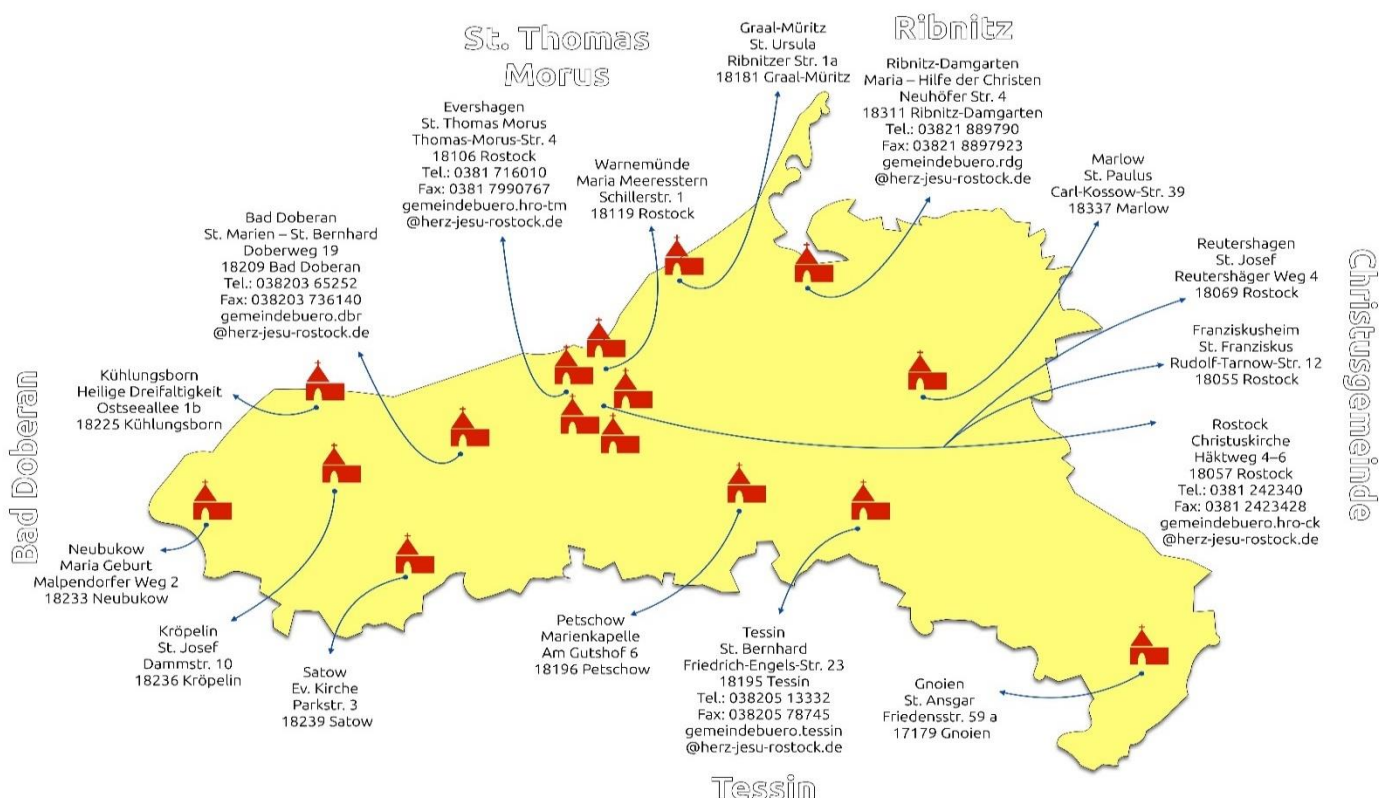 St. Thomas
Morus
Graal-Müritz
St. Ursula
Ribnitzer Str. 1a
18181 Graal-Müritz
Ribnitz
Ribnitz-Damgarten
Maria – Hilfe der Christen
Neuhöfer Str. 4
18311 Ribnitz-Damgarten
Tel.: 03821 889790
Fax: 03821 8897923
gemeindebuero.rdg
@herz-jesu-rostock.de
Evershagen
St. Thomas Morus
Thomas-Morus-Str. 4
18106 Rostock
Tel.: 0381 716010
Fax: 0381 7990767
gemeindebuero.hro-tm
@herz-jesu-rostock.de
Warnemünde
Maria Meeresstern
Schillerstr. 1
18119 Rostock
Marlow
St. Paulus
Carl-Kossow-Str. 39
18337 Marlow
Bad Doberan
St. Marien – St. Bernhard
Doberweg 19
18209 Bad Doberan
Tel.: 038203 65252
Fax: 038203 736140
gemeindebuero.dbr
@herz-jesu-rostock.de
Reutershagen
St. Josef
Reutershäger Weg 4
18069 Rostock
Franziskusheim
St. Franziskus
Rudolf-Tarnow-Str. 12
18055 Rostock
Christusgemeinde
Bad Doberan
Kühlungsborn
Heilige Dreifaltigkeit
Ostseeallee 1b
18225 Kühlungsborn
Rostock
Christuskirche
Häktweg 4–6
18057 Rostock
Tel.: 0381 242340
Fax: 0381 2423428
gemeindebuero.hro-ck
@herz-jesu-rostock.de
Neubukow
Maria Geburt
Malpendorfer Weg 2
18233 Neubukow
Kröpelin
St. Josef
Dammstr. 10
18236 Kröpelin
Satow
Ev. Kirche
Parkstr. 3
18239 Satow
Petschow
Marienkapelle
Am Gutshof 6
18196 Petschow
Tessin
St. Bernhard
Friedrich-Engels-Str. 23
18195 Tessin
Tel.: 038205 13332
Fax: 038205 78745
gemeindebuero.tessin
@herz-jesu-rostock.de
Gnoien
St. Ansgar
Friedensstr. 59 a
17179 Gnoien
Tessin